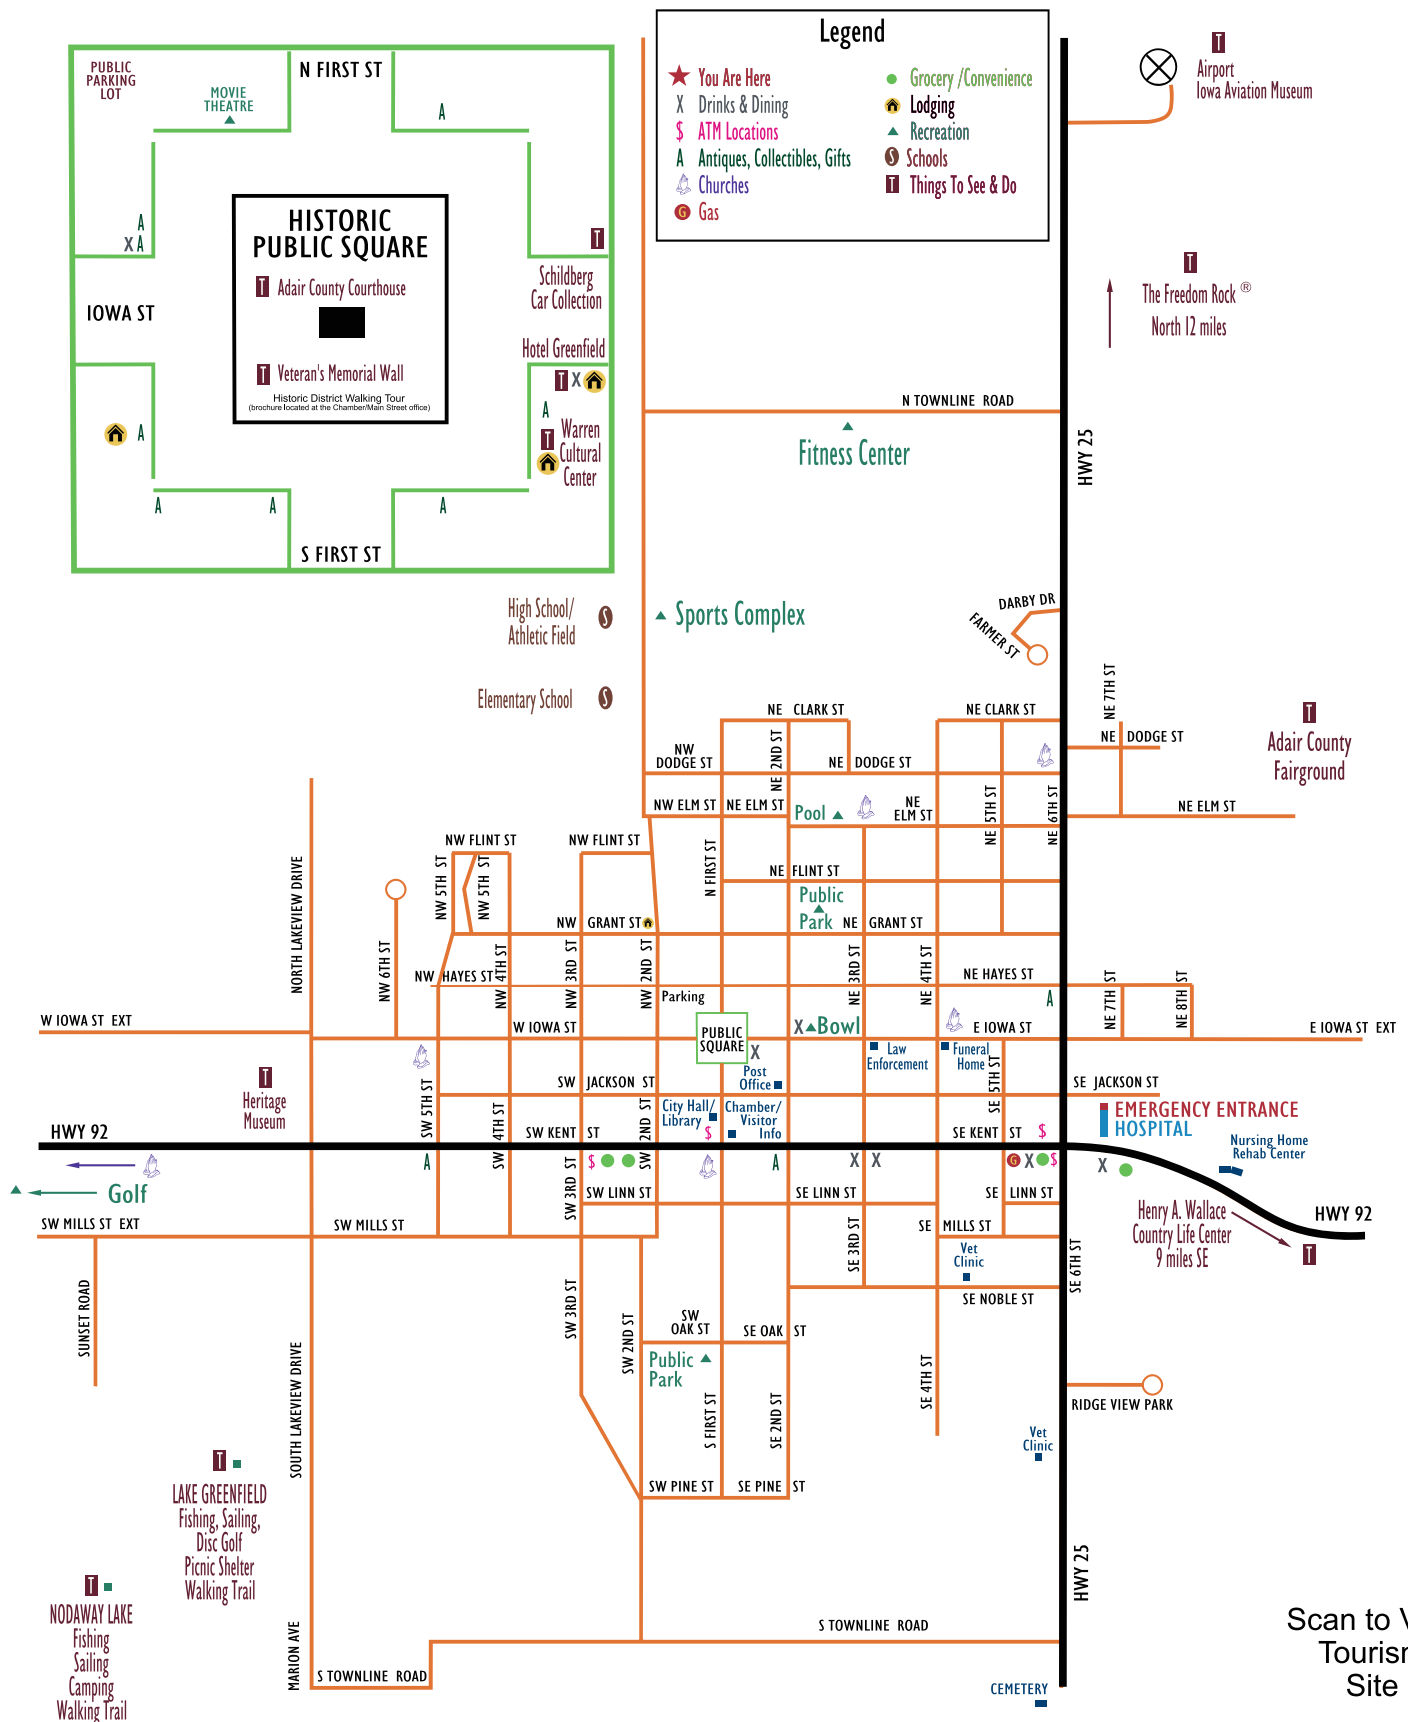 Legend
You Are Here
X Drinks & Dining
$ ATM Locations
A Antiques, Collectibles, Gifts
Churches
G Gas
Grocery /Convenience
Lodging
Recreation
S Schools
T Things To See & Do
PUBLIC
PARKING
LOT
N FIRST ST
MOVIE
THEATRE
A
A
X A
T
HISTORIC
PUBLIC SQUARE
T Adair County Courthouse
T Veteran's Memorial Wall
Historic District Walking Tour
(brochure located at the Chamber/Main Street office)
IOWA ST
Schildberg
Car Collection
Hotel Greenfield
T X
A
T Warren
Cultural
Center
A
A
A
A
S FIRST ST
T
Airport
Iowa Aviation Museum
T
The Freedom Rock ®
North 12 miles
N TOWNLINE ROAD
Fitness Center
HWY 25
High School/
Athletic Field
S
Sports Complex
Elementary School
S
DARBY DR
FARMER ST
NE 7TH ST
NE CLARK ST
NE CLARK ST
NE DODGE ST
T
Adair County
Fairground
NW
DODGE ST
NE 2ND ST
NE DODGE ST
NW ELM ST
NE ELM ST
Pool
NE
ELM ST
NE 5TH ST
NE 6TH ST
NE ELM ST
NW FLINT ST
NW FLINT ST
NW 5TH ST
NW 5TH ST
N FIRST ST
NE FLINT ST
Public
Park
NORTH LAKEVIEW DRIVE
NW 6TH ST
NW GRANT ST
NE GRANT ST
NW HAYES ST
NW 4TH ST
NW 3RD ST
NW 2ND ST
Parking
NE 3RD ST
NE 4TH ST
NE HAYES ST
A
NE 7TH ST
NE 8TH ST
W IOWA ST EXT
W IOWA ST
PUBLIC
SQUARE
X Bowl
X
E IOWA ST
E IOWA ST EXT
Law
Enforcement
Funeral
Home
Post
Office
T
Heritage
Museum
SW 5TH ST
SW JACKSON ST
SE 5TH ST
SE JACKSON ST
SW 4TH ST
SW 2ND ST
City Hall/
Library
$
Chamber/
Visitor
Info
EMERGENCY ENTRANCE
HOSPITAL
HWY 92
SW KENT ST
SE KENT ST
$
Nursing Home
Rehab Center
A
$
A
X X
G X $
X
Golf
SW 3RD ST
SW LINN ST
SE LINN ST
SE LINN ST
SW MILLS ST EXT
SW MILLS ST
SE 3RD ST
SE MILLS ST
Henry A. Wallace
Country Life Center
9 miles SE
HWY 92
T
SUNSET ROAD
SW 3RD ST
Vet
Clinic
SE 6TH ST
SE NOBLE ST
SOUTH LAKEVIEW DRIVE
SW 2ND ST
SW
OAK ST
SE OAK ST
Public
Park
S FIRST ST
SE 2ND ST
SE 4TH ST
RIDGE VIEW PARK
Vet
Clinic
SW PINE ST
SE PINE ST
T
LAKE GREENFIELD
Fishing, Sailing,
Disc Golf
Picnic Shelter
Walking Trail
HWY 25
T
NODAWAY LAKE
Fishing
Sailing
Camping
Walking Trail
MARION AVE
S TOWNLINE ROAD
S TOWNLINE ROAD
CEMETERY
Scan to V
Tourism
Site